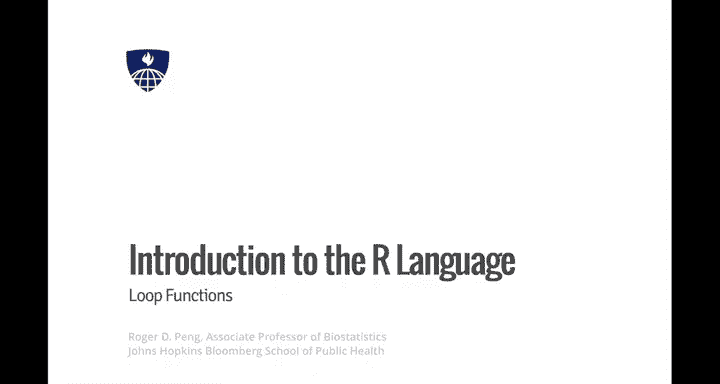 Introduction to the R Language
Loop Functions
Roger D. Peng, Associate Professor of Biostatistics
Johns Hopkins Bloomberg School of Public Health